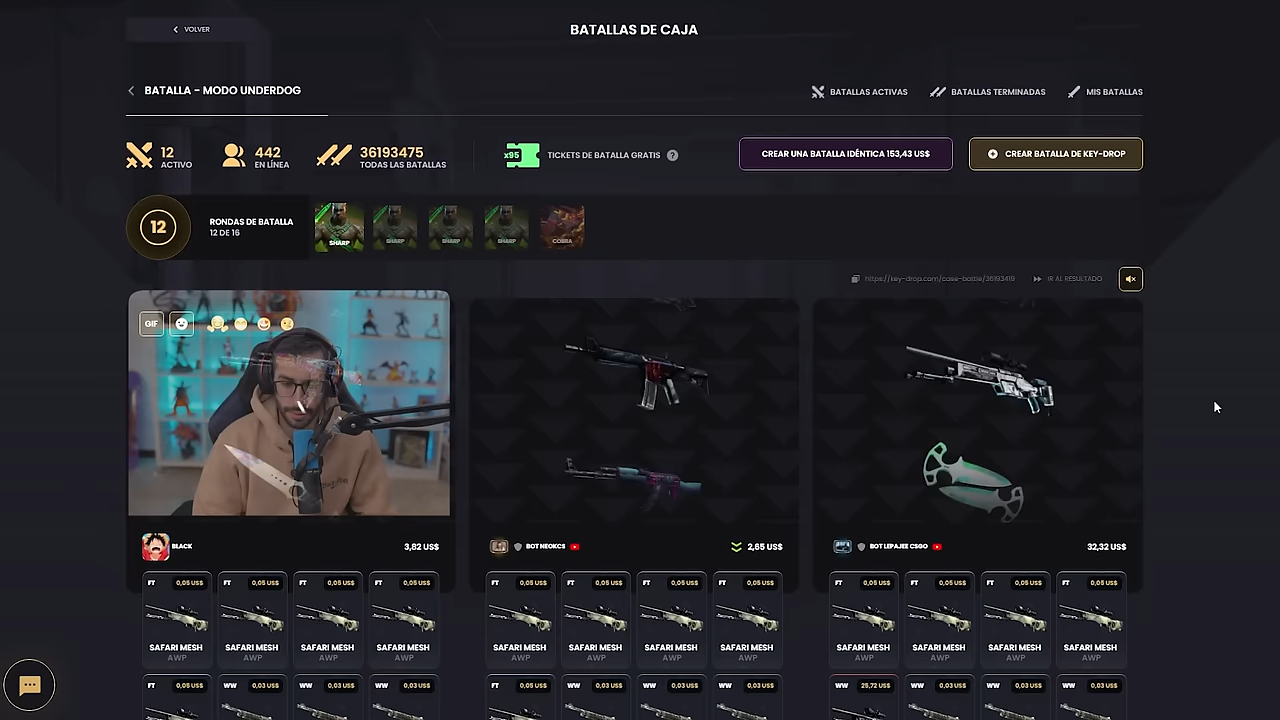 VOLVER
BATALLAS DE CAJA
BATALLA - MODO UNDERDOG
BATALLAS ACTIVAS
BATALLAS TERMINADAS
MIS BATALLAS
12
ACTIVO
442
EN LÍNEA
36193475
TODAS LAS BATALLAS
x95
TICKETS DE BATALLA GRATIS ?
CREAR UNA BATALLA IDÉNTICA 153,43 US$
CREAR BATALLA DE KEY-DROP
12
RONDAS DE BATALLA
12 DE 16
SHARP
SHARP
SHARP
SHARP
COBRA
https://key-drop.com/case-battle/36193419
IR AL RESULTADO
GIF
BLACK
3,82 US$
BOT NEOKCS
2,65 US$
BOT LEPAJEE CSGO
32,32 US$
FT 0,05 US$ FT 0,05 US$ FT 0,05 US$ FT 0,05 US$
SAFARI MESH SAFARI MESH SAFARI MESH SAFARI MESH
AWP AWP AWP AWP
FT 0,05 US$ WW 0,03 US$ WW 0,03 US$ WW 0,03 US$
FT 0,05 US$ FT 0,05 US$ FT 0,05 US$ FT 0,05 US$
SAFARI MESH SAFARI MESH SAFARI MESH SAFARI MESH
AWP AWP AWP AWP
FT 0,05 US$ WW 0,03 US$ WW 0,03 US$ WW 0,03 US$
FT 0,05 US$ FT 0,05 US$ FT 0,05 US$ FT 0,05 US$
SAFARI MESH SAFARI MESH SAFARI MESH SAFARI MESH
AWP AWP AWP AWP
WW 25,72 US$ WW 0,03 US$ WW 0,03 US$ WW 0,03 US$